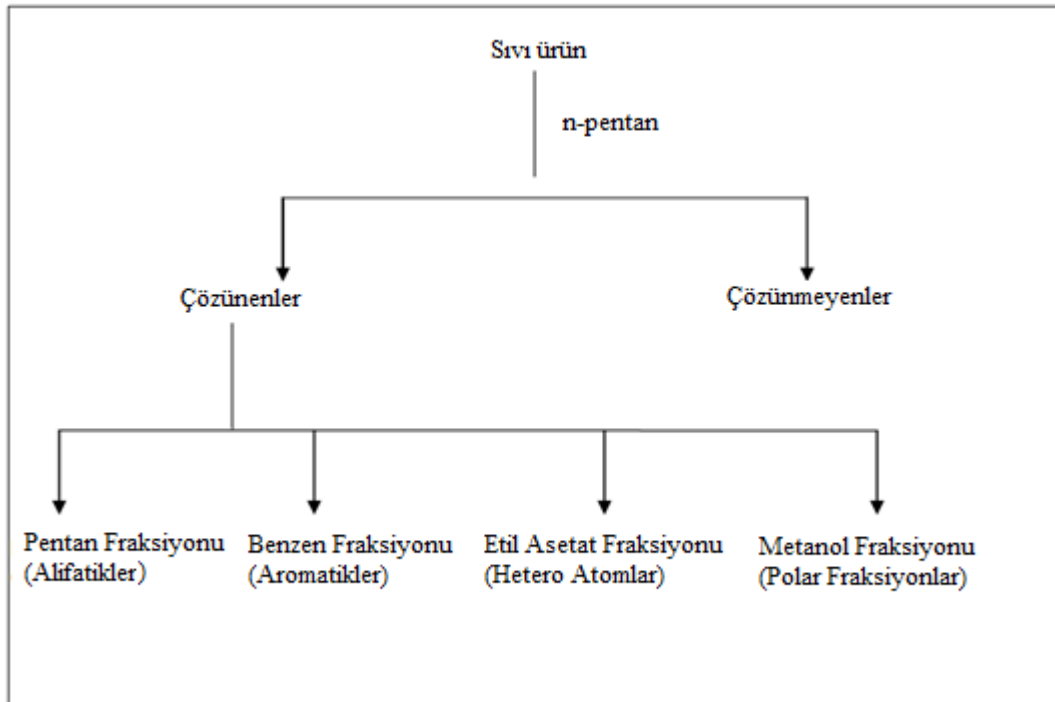 Sıvı ürün
n-pentan
Çözünenler
Çözünmeyenler
Pentan Fraksiyonu
(Alifatikler)
Benzen Fraksiyonu
(Aromatikler)
Etil Asetat Fraksiyonu
(Hetero Atomlar)
Metanol Fraksiyonu
(Polar Fraksiyonlar)